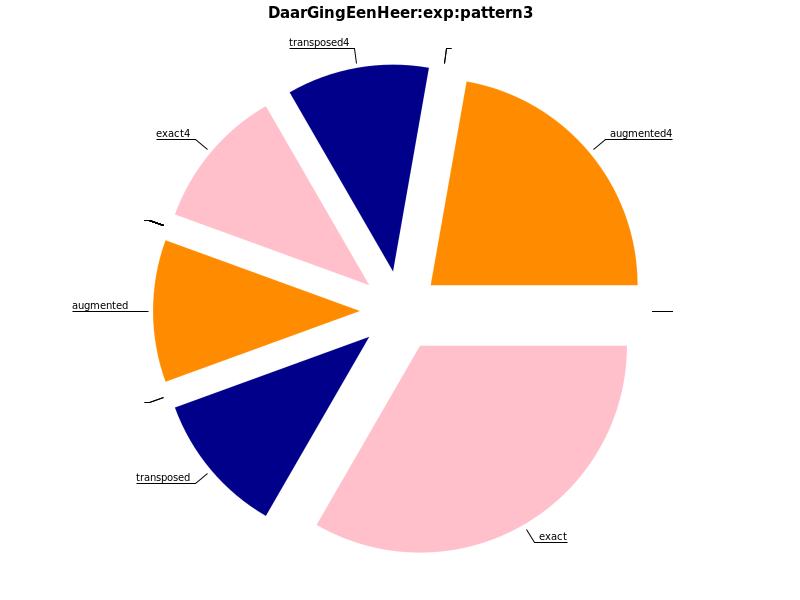 DaarGingEenHeer:exp:pattern3
transposed4
augmented4
exact4
augmented
transposed
exact